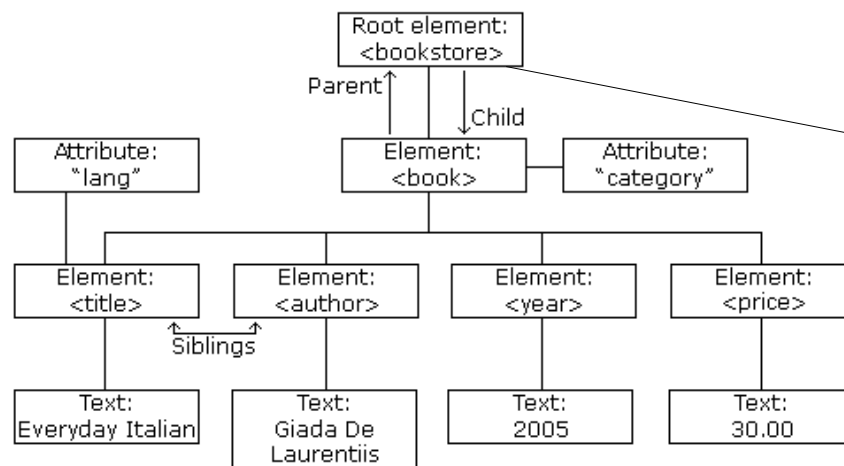 Root element:
<bookstore>
Parent
Child
Attribute:
"lang"
Element:
<book>
Attribute:
"category"
Element:
<title>
Element:
<author>
Element:
<year>
Element:
<price>
Siblings
Text:
Everyday Italian
Text:
Giada De
Laurentiis
Text:
2005
Text:
30.00